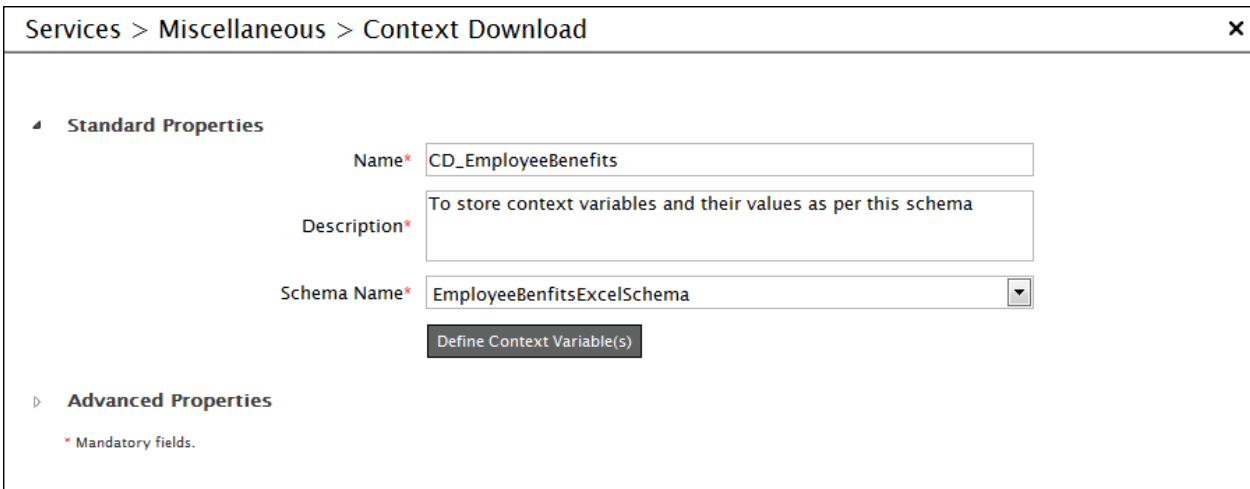 Services > Miscellaneous > Context Download
Standard Properties
Name* CD_EmployeeBenefits
To store context variables and their values as per this schema
Description*
Schema Name* EmployeeBenfitsExcelSchema
Define Context Variable(s)
Advanced Properties
* Mandatory fields.